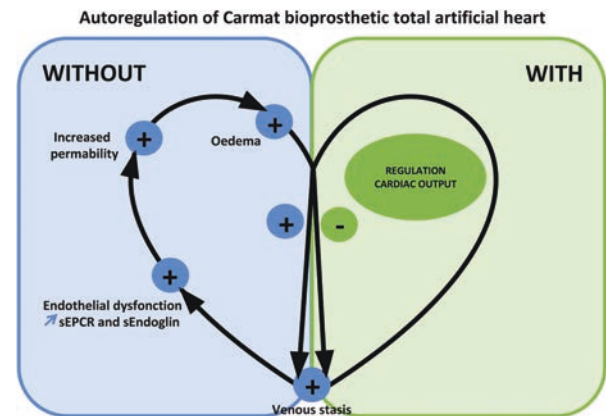 Autoregulation of Carmat bioprosthetic total artificial heart
WITHOUT
WITH
+
+
Increased
permability
Oedema
REGULATION
CARDIAC OUTPUT
+
-
+
Endothelial dysfonction
↗ sEPCR and sEndoglin
+
Venous stasis